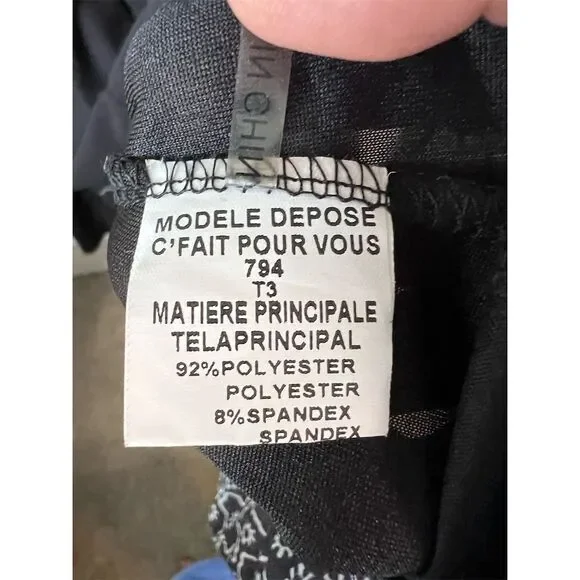 MODELE DEPOSE
C'FAIT POUR VOUS
794
T3
MATIERE PRINCIPALE
TELAPRINCIPAL
92%POLYESTER
POLYESTER
8%SPANDEX
SPANDEX